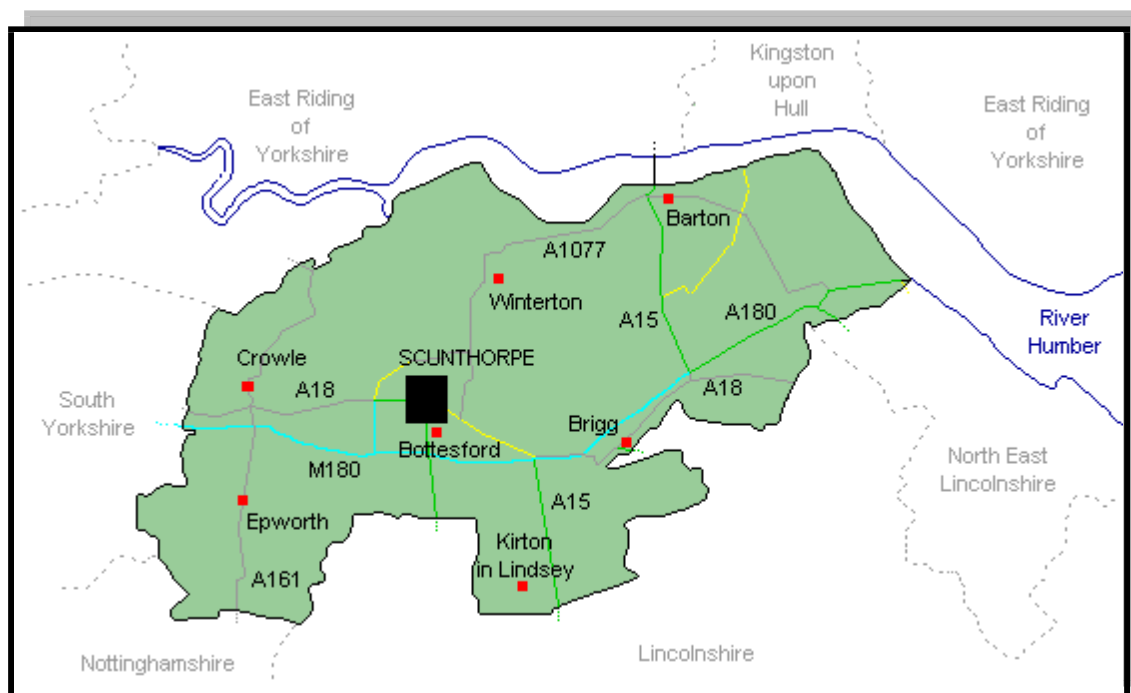 Kingston
upon
Hull
East Riding
of
Yorkshire
East Riding
of
Yorkshire
Barton
A1077
Winterton
A15
A180
River
Humber
Crowle
SCUNTHORPE
A18
A18
South
Yorkshire
Brigg
Bottesford
M180
North East
Lincolnshire
A15
Epworth
Kirton
in Lindsey
A161
Nottinghamshire
Lincolnshire